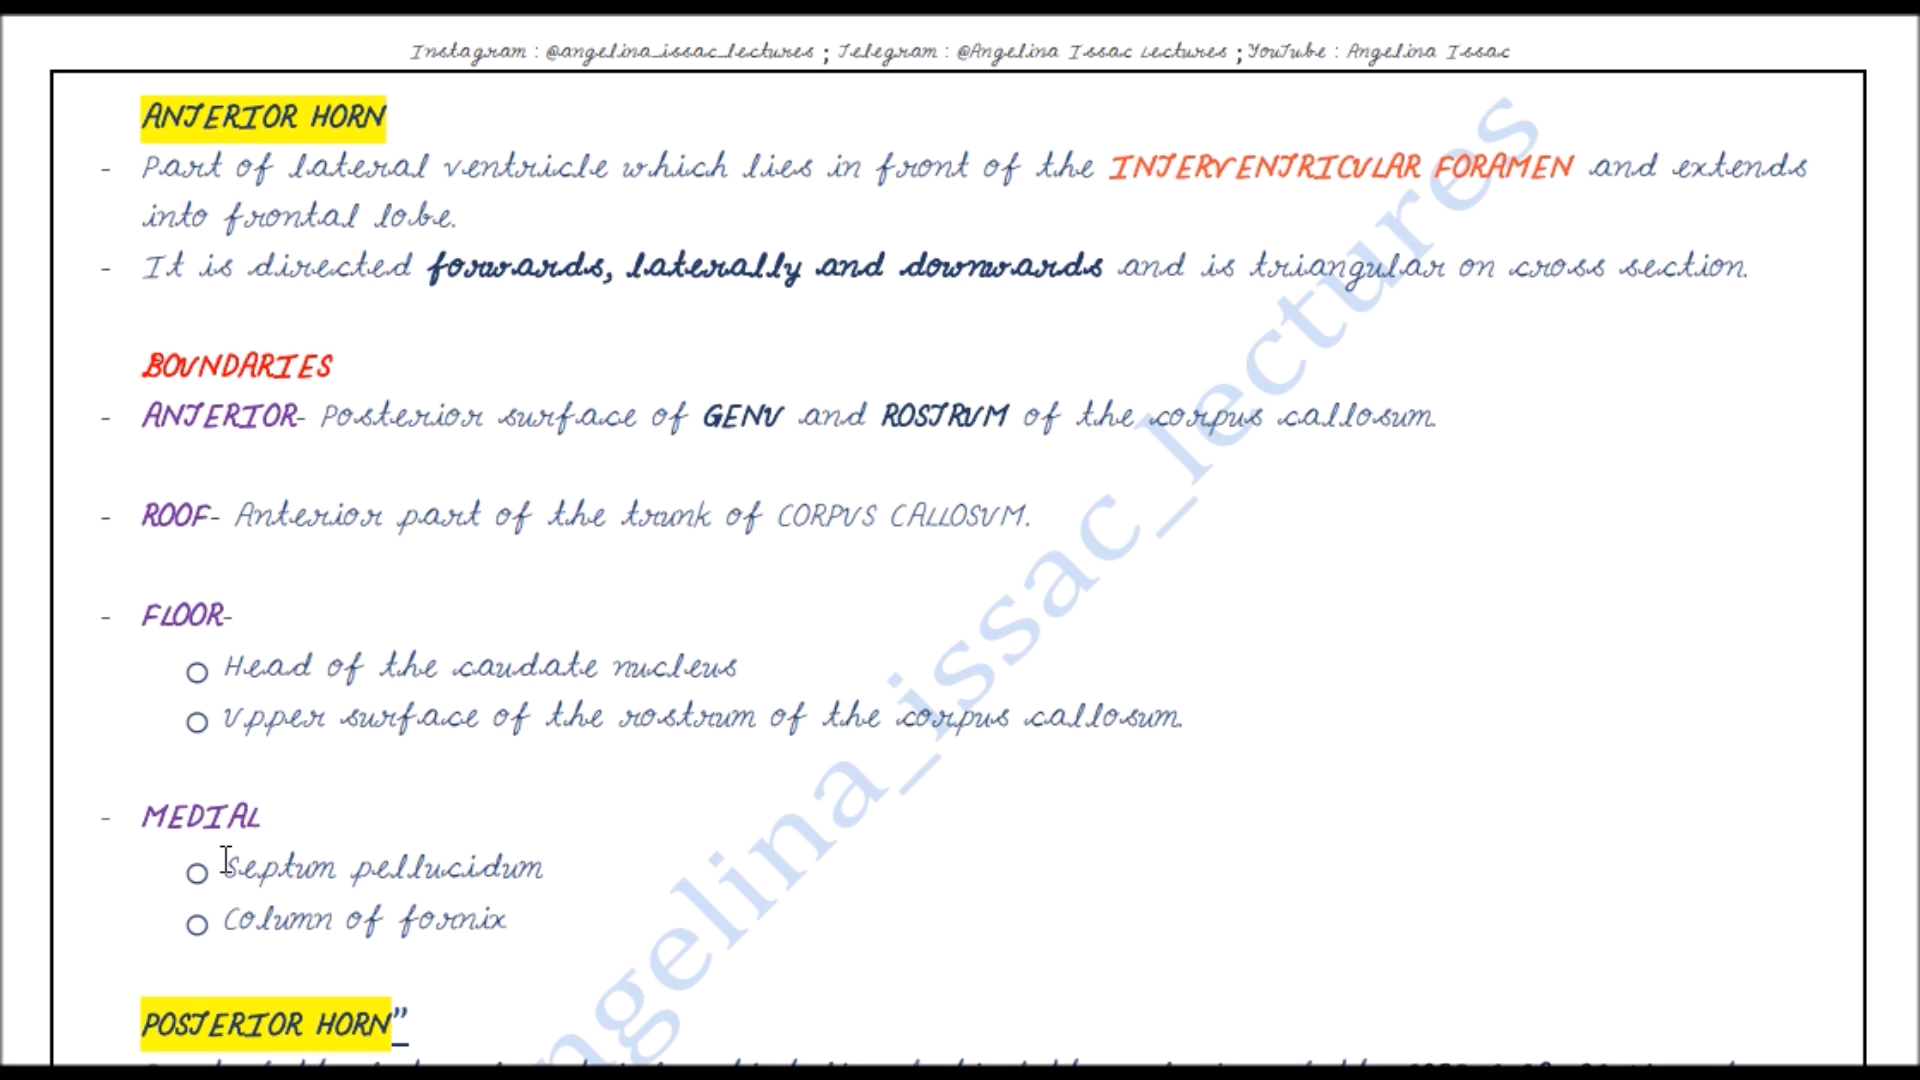 Instagram : @angelina_issac_lectures ; Telegram : @Angelina Issac Lectures ; YouTube : Angelina Issac
ANTERIOR HORN
- Part of lateral ventricle which lies in front of the INTERVENTRICULAR FORAMEN and extends
into frontal lobe.
- It is directed forwards, laterally and downwards and is triangular on cross section.
BOUNDARIES
- ANTERIOR- Posterior surface of GENU and ROSTRUM of the corpus callosum.
- ROOF- Anterior part of the trunk of CORPUS CALLOSUM.
- FLOOR-
○ Head of the caudate nucleus
○ Upper surface of the rostrum of the corpus callosum.
- MEDIAL
○ Septum pellucidum
○ Column of fornix
POSTERIOR HORN”
ngelina_issac_lectures